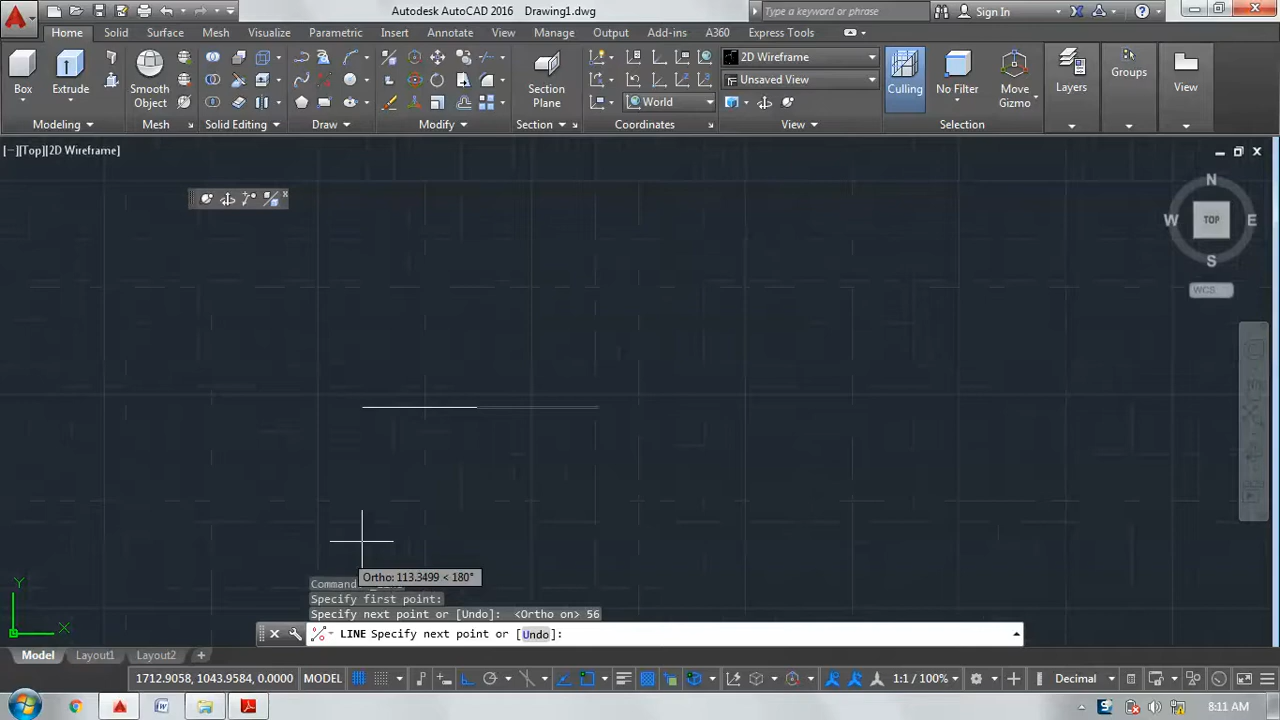 Autodesk AutoCAD 2016 Drawing1.dwg
Type a keyword or phrase
Sign In
Home Solid Surface Mesh Visualize Parametric Insert Annotate View Manage Output Add-ins A360 Express Tools
Box
Extrude
Smooth Object
Section Plane
World
2D Wireframe
Unsaved View
Culling
No Filter
Move Gizmo
Layers
Groups
View
Modeling Mesh Solid Editing Draw Modify Section Coordinates View Selection
[−][Top][2D Wireframe]
N
W TOP E
S
WCS
Y
X
Ortho: 113.3499 < 180°
Command
Specify first point:
Specify next point or [Undo]: <Ortho on> 56
LINE Specify next point or [Undo]:
Model Layout1 Layout2 +
1712.9058, 1043.9584, 0.0000 MODEL 1:1 / 100% Decimal
8:11 AM